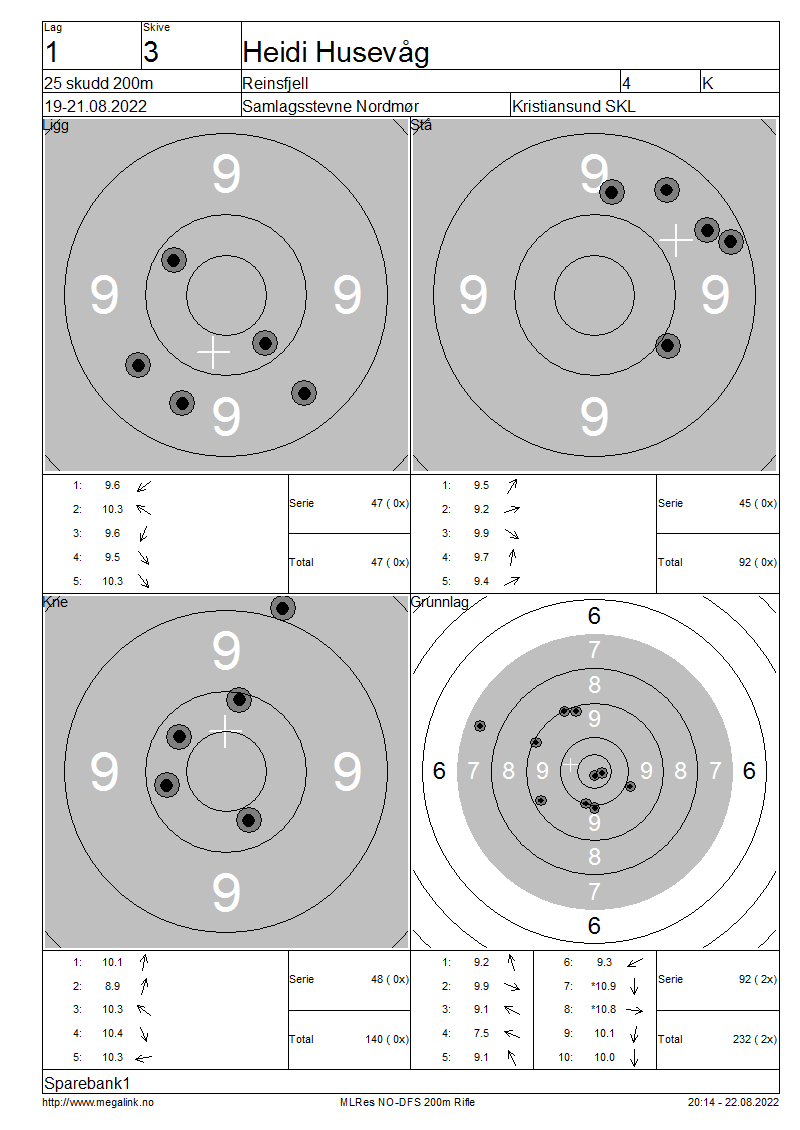 Lag Skive
1 3 Heidi Husevåg
25 skudd 200m Reinsfjell 4 K
19-21.08.2022 Samlagsstevne Nordmør Kristiansund SKL
Ligg
9
9 9
9
1: 9.6
2: 10.3
3: 9.6
4: 9.5
5: 10.3
Serie 47 ( 0x)
Total 47 ( 0x)
Stå
9
9 9
9
1: 9.5
2: 9.2
3: 9.9
4: 9.7
5: 9.4
Serie 45 ( 0x)
Total 92 ( 0x)
Kne
9
9 9
9
1: 10.1
2: 8.9
3: 10.3
4: 10.4
5: 10.3
Serie 48 ( 0x)
Total 140 ( 0x)
Grunnlag
6
7
8
9
6 7 8 9 9 8 7 6
9
8
7
6
1: 9.2
2: 9.9
3: 9.1
4: 7.5
5: 9.1
6: 9.3
7: *10.9
8: *10.8
9: 10.1
10: 10.0
Serie 92 ( 2x)
Total 232 ( 2x)
Sparebank1
http://www.megalink.no MLRes NO-DFS 200m Rifle 20:14 - 22.08.2022